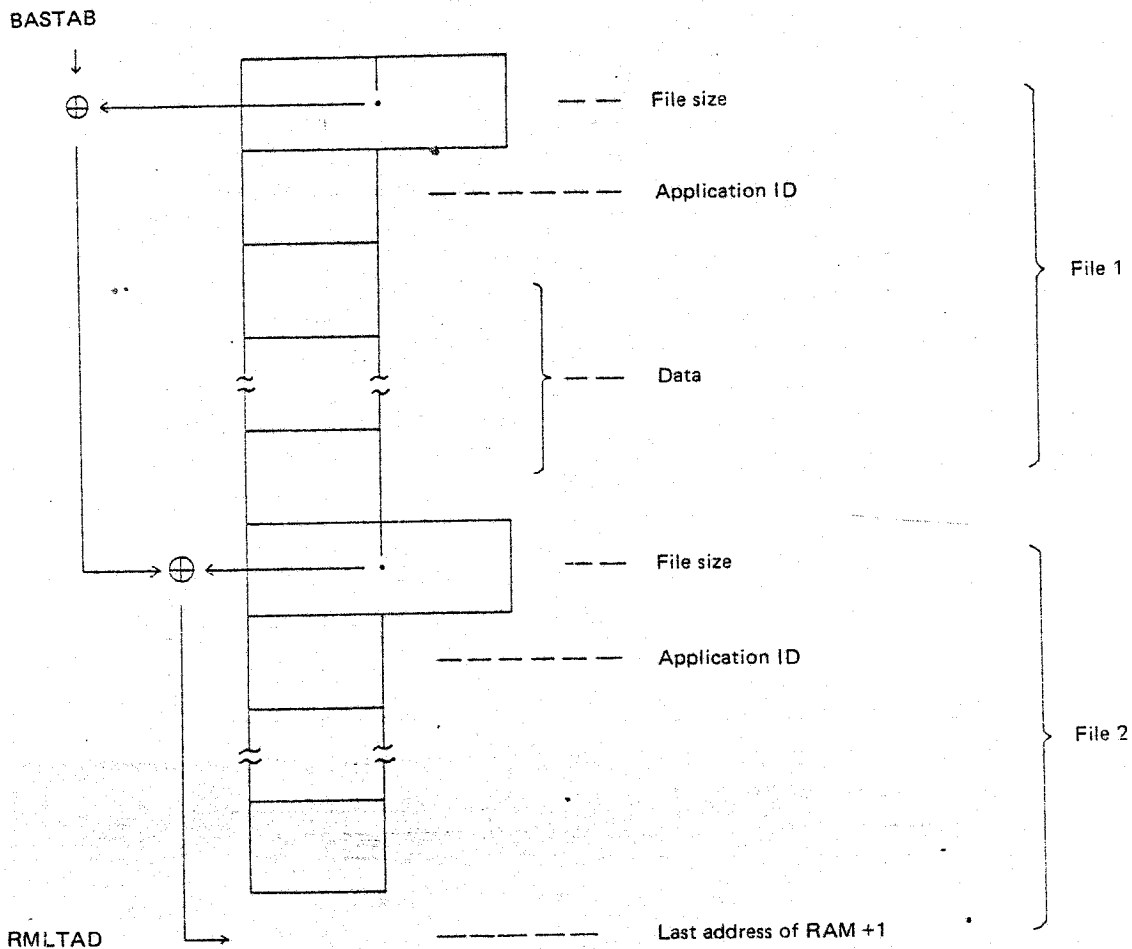 BASTAB
File size
Application ID
File 1
Data
File size
Application ID
File 2
RMLTAD
Last address of RAM +1